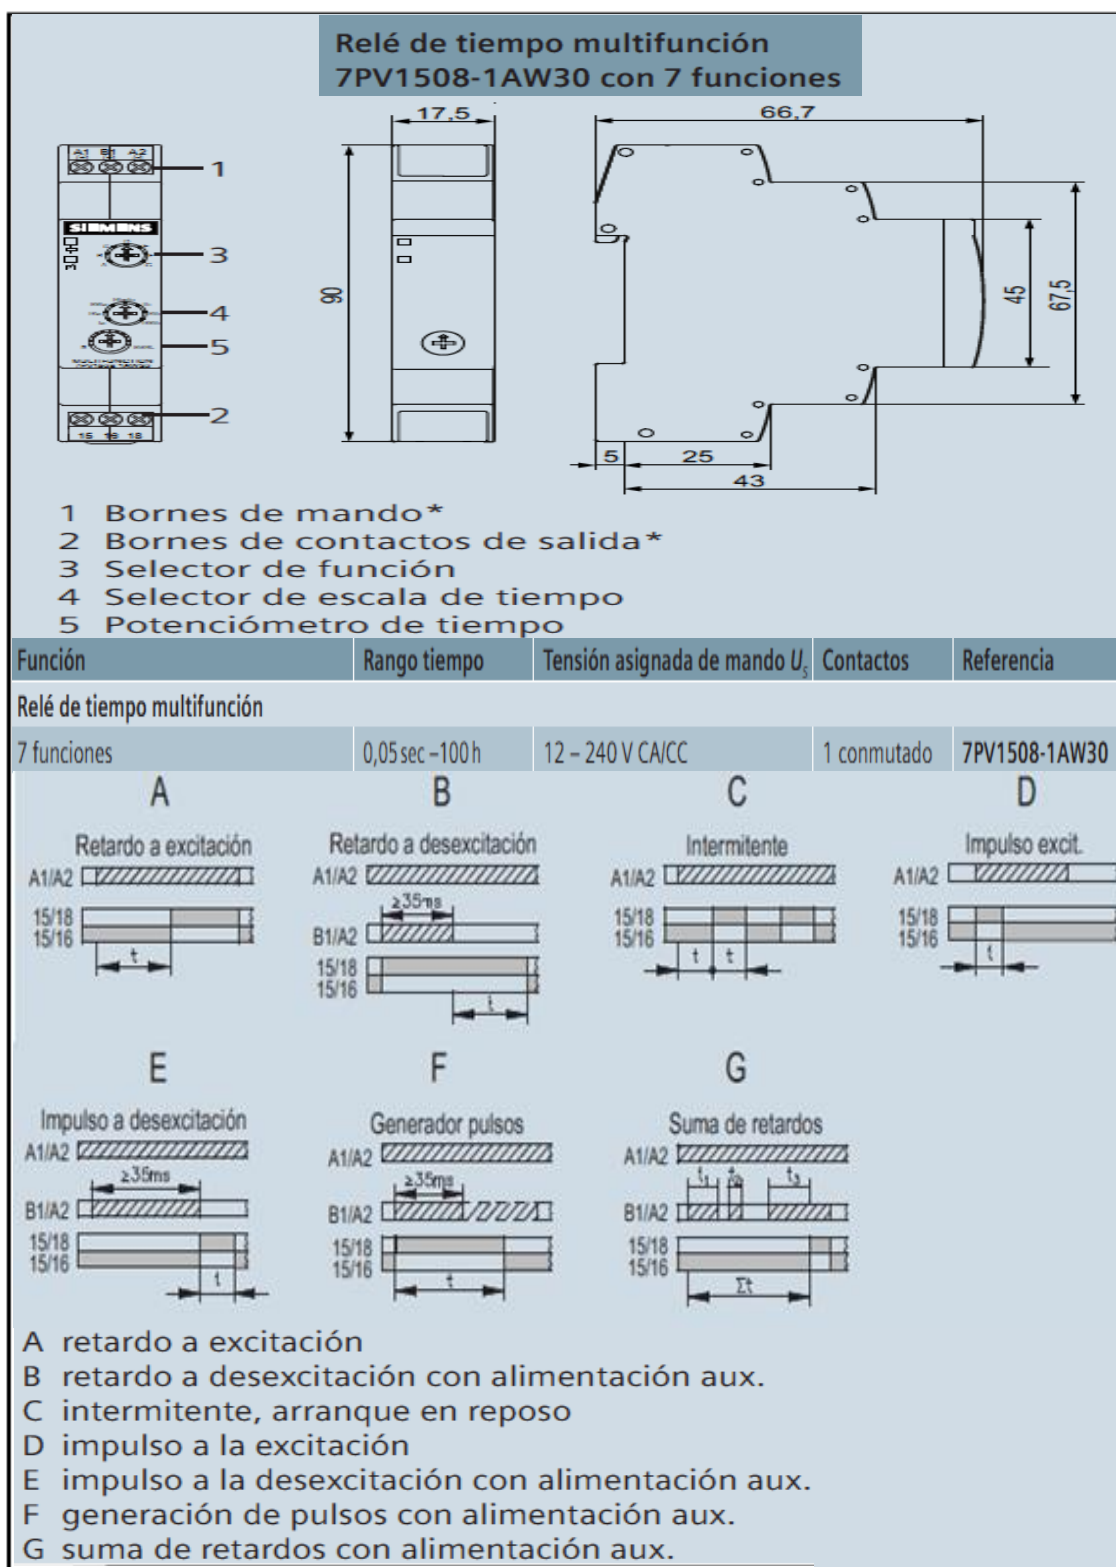 Relé de tiempo multifunción
7PV1508-1AW30 con 7 funciones
17,5
66,7
A1 B1 A2
1
SIEMENS
3
4
5
2
15 16 18
90
45
67,5
5
25
43
1 Bornes de mando*
2 Bornes de contactos de salida*
3 Selector de función
4 Selector de escala de tiempo
5 Potenciómetro de tiempo
Función Rango tiempo Tensión asignada de mando Us Contactos Referencia
Relé de tiempo multifunción
7 funciones 0,05 sec –100 h 12 – 240 V CA/CC 1 conmutado 7PV1508-1AW30
A
Retardo a excitación
A1/A2
15/18
15/16
t
B
Retardo a desexcitación
A1/A2
≥35ms
B1/A2
15/18
15/16
t
C
Intermitente
A1/A2
15/18
15/16
t t
D
Impulso excit.
A1/A2
15/18
15/16
t
E
Impulso a desexcitación
A1/A2
≥35ms
B1/A2
15/18
15/16
t
F
Generador pulsos
A1/A2
≥35ms
B1/A2
15/18
15/16
t
G
Suma de retardos
A1/A2
t1 t2 t3
B1/A2
15/18
15/16
Σt
A retardo a excitación
B retardo a desexcitación con alimentación aux.
C intermitente, arranque en reposo
D impulso a la excitación
E impulso a la desexcitación con alimentación aux.
F generación de pulsos con alimentación aux.
G suma de retardos con alimentación aux.